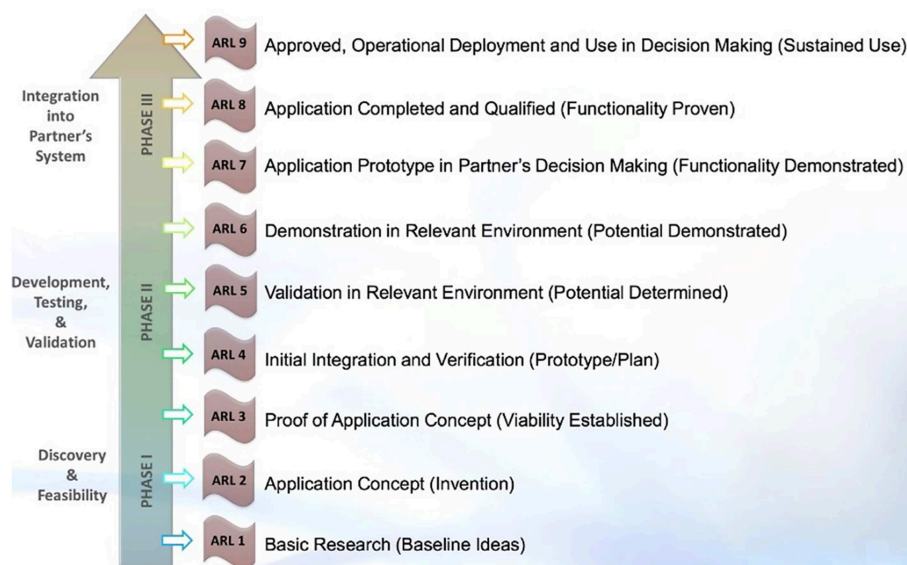 ARL 9 Approved, Operational Deployment and Use in Decision Making (Sustained Use)
Integration
into
Partner's
System
PHASE III
ARL 8 Application Completed and Qualified (Functionality Proven)
ARL 7 Application Prototype in Partner's Decision Making (Functionality Demonstrated)
ARL 6 Demonstration in Relevant Environment (Potential Demonstrated)
Development,
Testing,
&
Validation
PHASE II
ARL 5 Validation in Relevant Environment (Potential Determined)
ARL 4 Initial Integration and Verification (Prototype/Plan)
ARL 3 Proof of Application Concept (Viability Established)
Discovery
&
Feasibility
PHASE I
ARL 2 Application Concept (Invention)
ARL 1 Basic Research (Baseline Ideas)